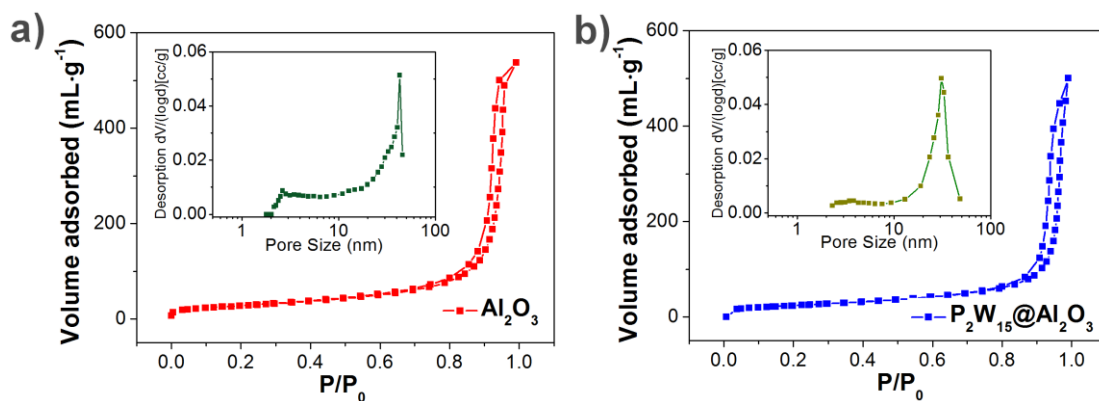 a)
Volume adsorbed (mL·g⁻¹)
600
400
200
0
0.0 0.2 0.4 0.6 0.8 1.0
P/P₀
Al₂O₃
Desorption dV/(logd)[cc/g]
0.06
0.04
0.02
0.00
1 10 100
Pore Size (nm)
b)
Volume adsorbed (mL·g⁻¹)
600
400
200
0
0.0 0.2 0.4 0.6 0.8 1.0
P/P₀
P₂W₁₅@Al₂O₃
Desorption dV/(logd)[cc/g]
0.06
0.04
0.02
0.00
1 10 100
Pore Size (nm)